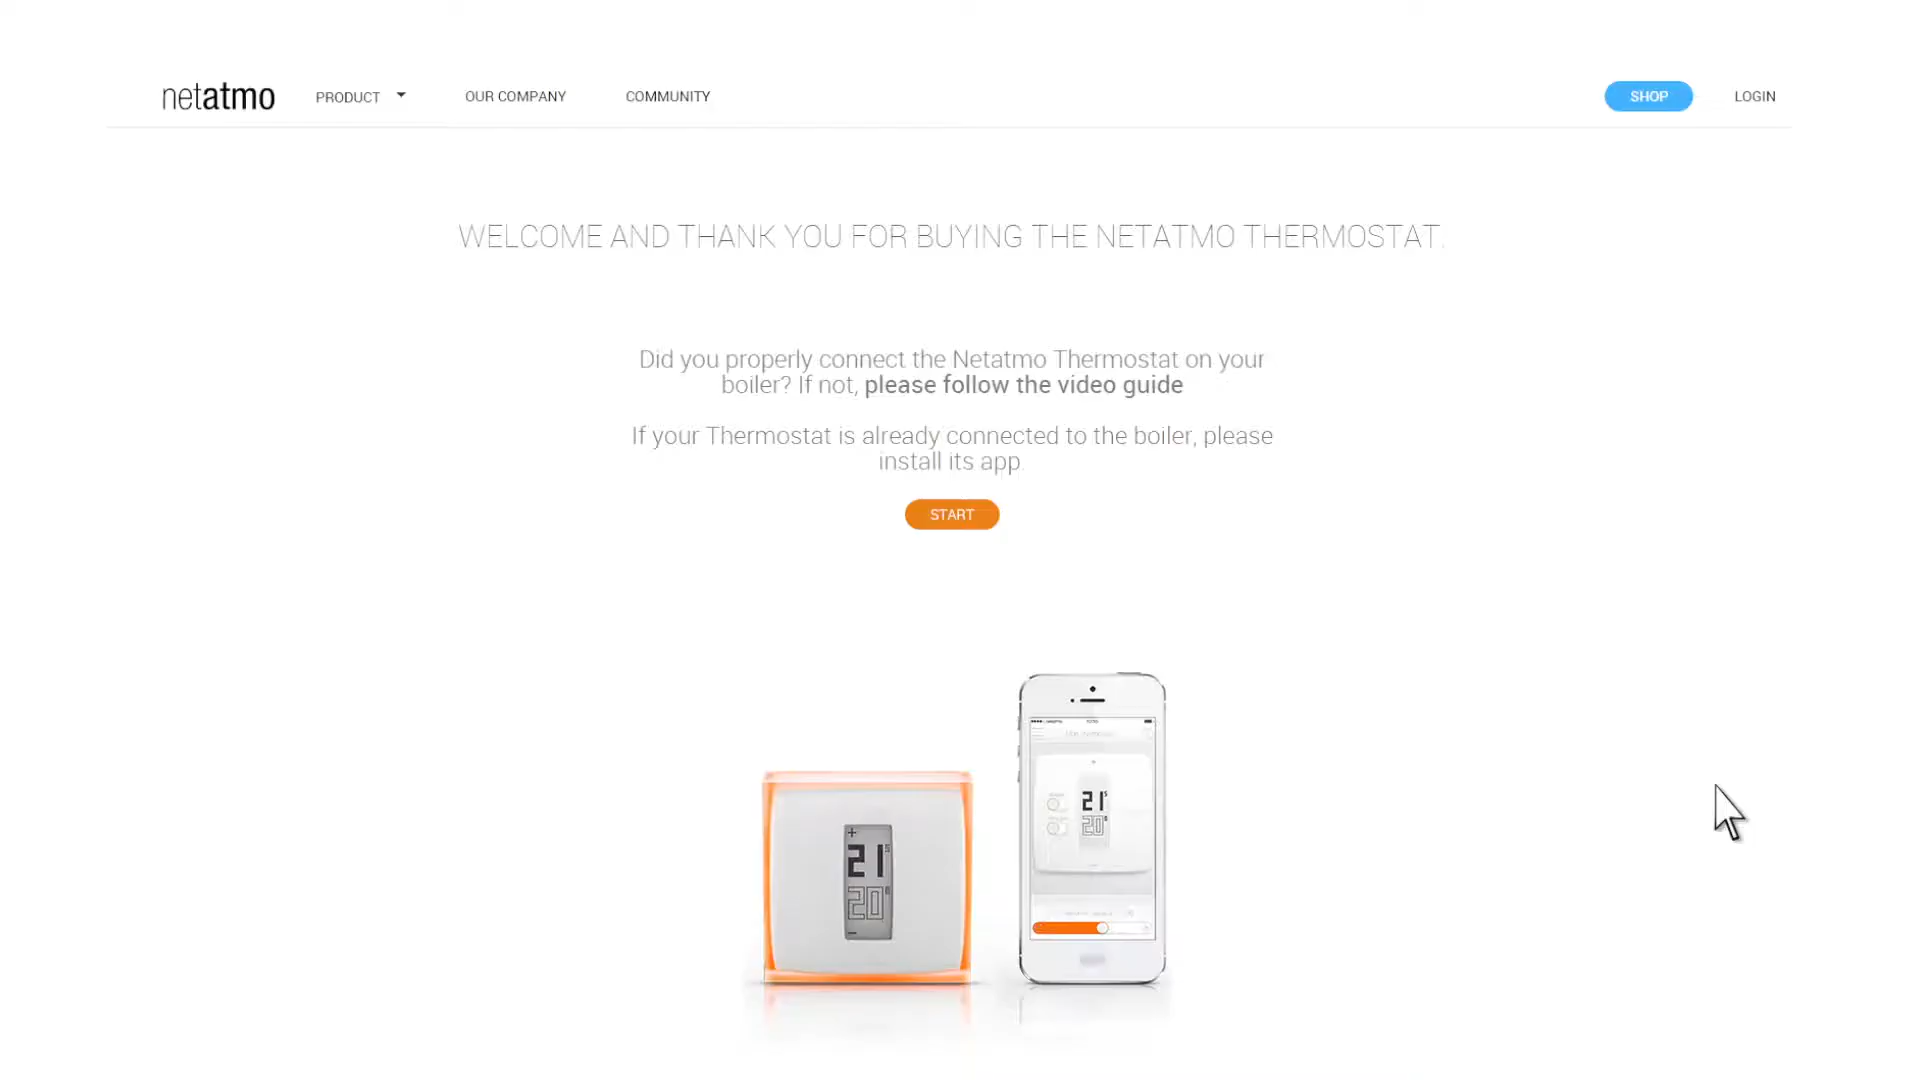 netatmo PRODUCT OUR COMPANY COMMUNITY SHOP LOGIN
WELCOME AND THANK YOU FOR BUYING THE NETATMO THERMOSTAT.
Did you properly connect the Netatmo Thermostat on your
boiler? If not, please follow the video guide
If your Thermostat is already connected to the boiler, please
install its app.
START
+
21
20
21
20